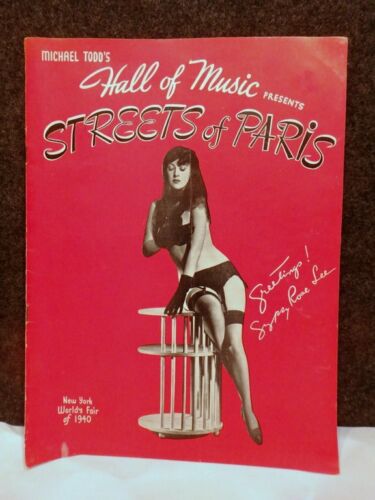 MICHAEL TODD'S
Hall of Music
PRESENTS
STREETS of PARIS
Greetings!
Gypsy Rose Lee
New York
World's Fair
of 1940